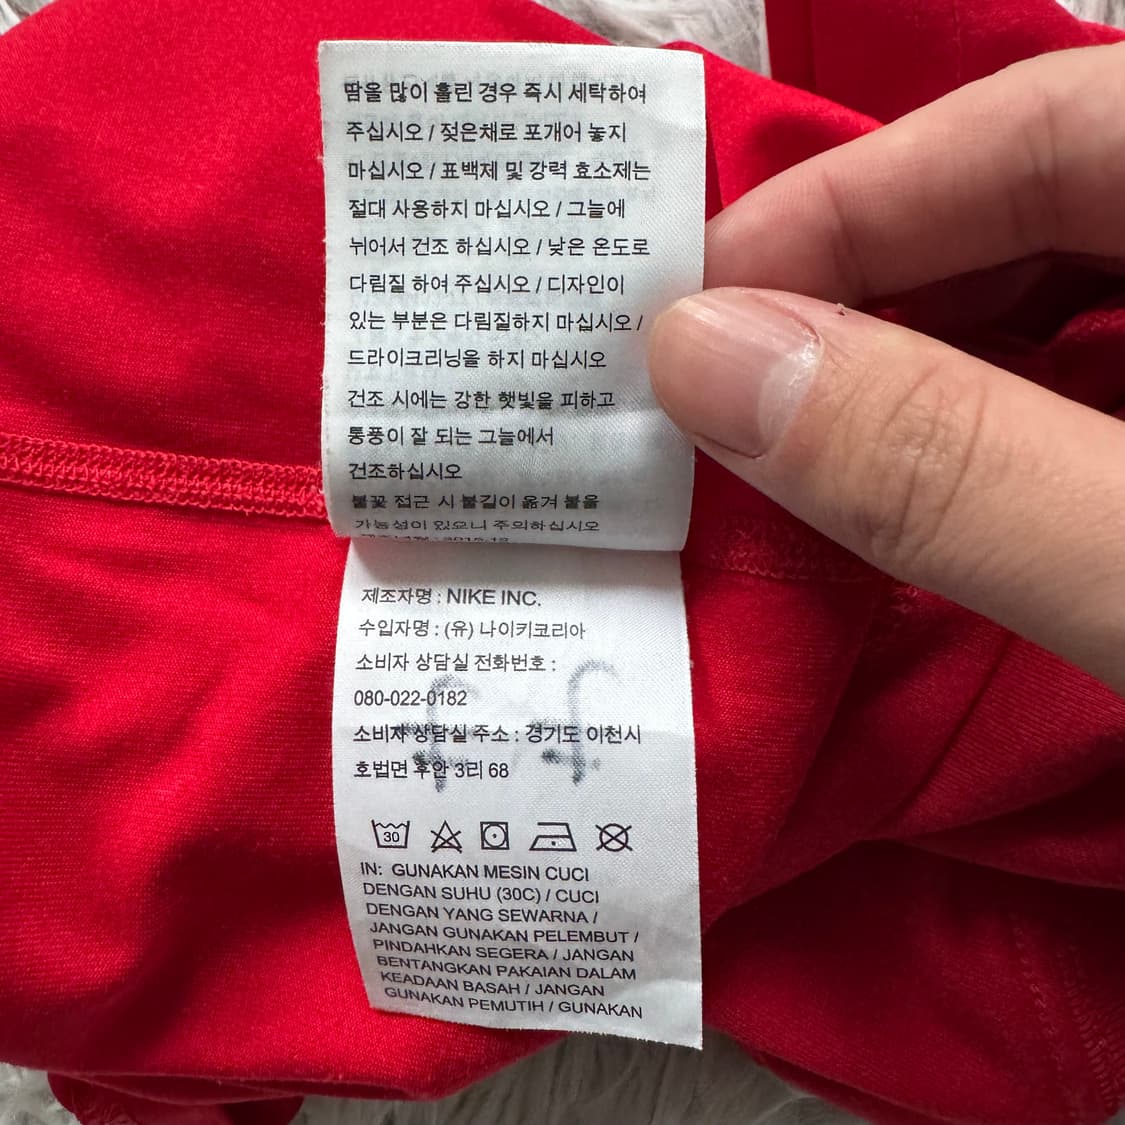 땀을 많이 흘린 경우 즉시 세탁하여
주십시오 / 젖은채로 포개어 놓지
마십시오 / 표백제 및 강력 효소제는
절대 사용하지 마십시오 / 그늘에
뉘어서 건조 하십시오 / 낮은 온도로
다림질 하여 주십시오 / 디자인이
있는 부분은 다림질하지 마십시오 /
드라이크리닝을 하지 마십시오
건조 시에는 강한 햇빛을 피하고
통풍이 잘 되는 그늘에서
건조하십시오
불꽃 접근 시 불길이 옮겨 붙을
가능성이 있으니 주의하십시오
제조자명 : NIKE INC.
수입자명 : (유) 나이키코리아
소비자 상담실 전화번호 :
080-022-0182
소비자 상담실 주소 : 경기도 이천시
호법면 후안 3리 68
30
IN: GUNAKAN MESIN CUCI
DENGAN SUHU (30C) / CUCI
DENGAN YANG SEWARNA /
JANGAN GUNAKAN PELEMBUT /
PINDAHKAN SEGERA / JANGAN
BENTANGKAN PAKAIAN DALAM
KEADAAN BASAH / JANGAN
GUNAKAN PEMUTIH / GUNAKAN